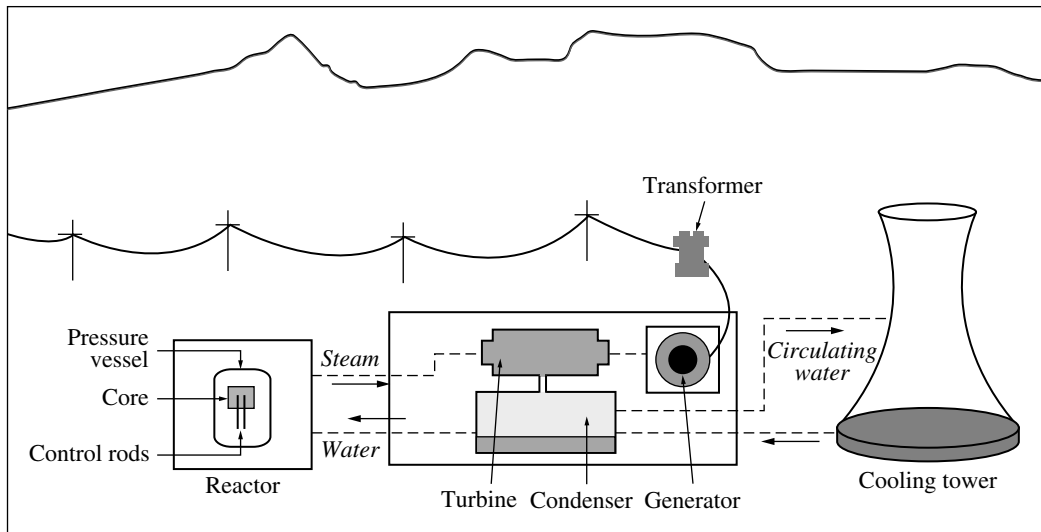 Transformer
Pressure
vessel
Steam
Circulating
water
Core
Control rods
Water
Reactor
Turbine
Condenser
Generator
Cooling tower